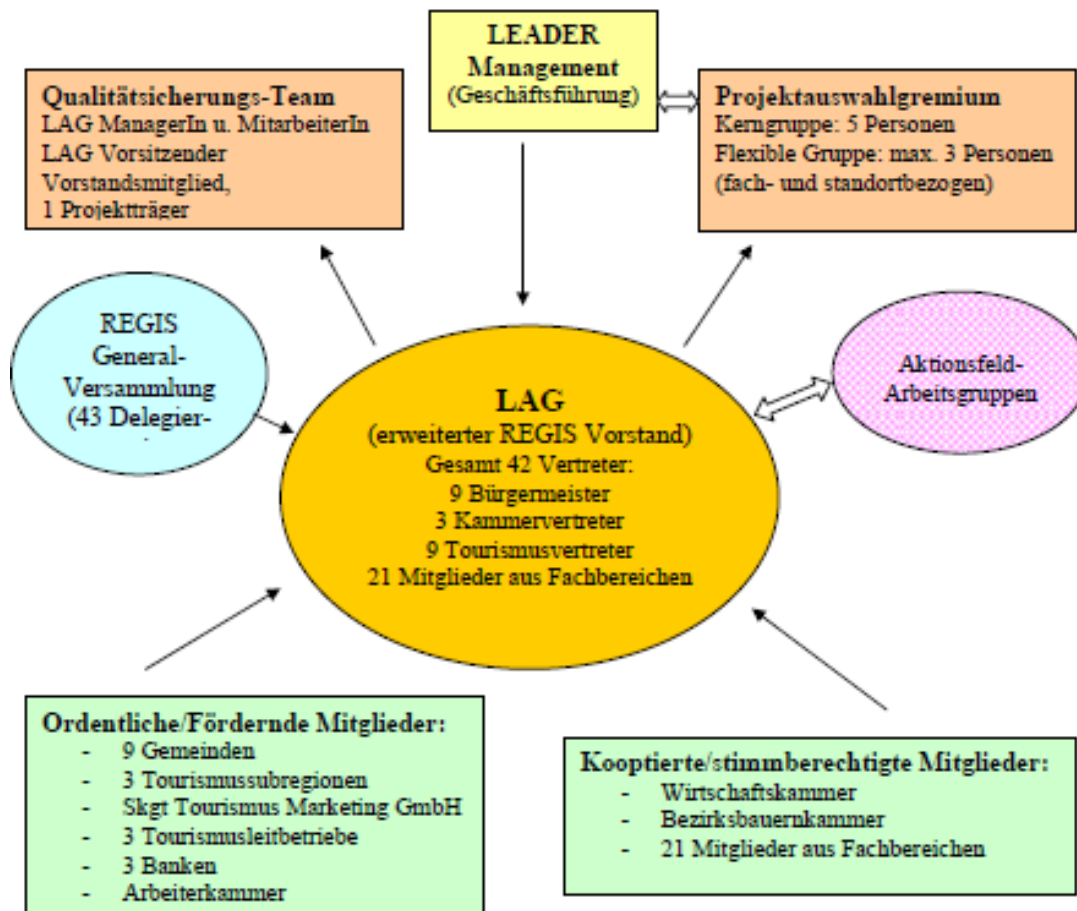 LEADER
Management
(Geschäftsführung)
Qualitätsicherungs-Team
LAG ManagerIn u. MitarbeiterIn
LAG Vorsitzender
Vorstandsmitglied,
1 Projektträger
Projektauswahlgremium
Kerngruppe: 5 Personen
Flexible Gruppe: max. 3 Personen
(fach- und standortbezogen)
REGIS
General-
Versammlung
(43 Delegier-
Aktionsfeld-
Arbeitsgruppen
LAG
(erweiterter REGIS Vorstand)
Gesamt 42 Vertreter:
9 Bürgermeister
3 Kammervertreter
9 Tourismusvertreter
21 Mitglieder aus Fachbereichen
Ordentliche/Fördernde Mitglieder:
- 9 Gemeinden
- 3 Tourismussubregionen
- Skgt Tourismus Marketing GmbH
- 3 Tourismusleitbetriebe
- 3 Banken
- Arbeiterkammer
Kooptierte/stimmberechtigte Mitglieder:
- Wirtschaftskammer
- Bezirksbauernkammer
- 21 Mitglieder aus Fachbereichen